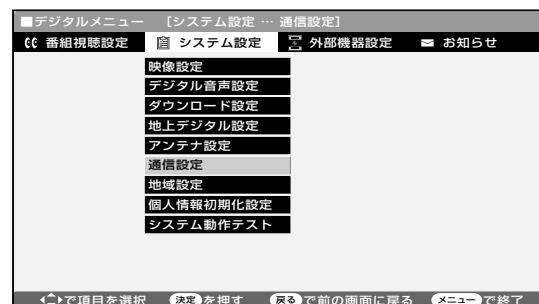 ■デジタルメニュー ［システム設定 … 通信設定］
番組視聴設定 システム設定 外部機器設定 お知らせ
映像設定
デジタル音声設定
ダウンロード設定
地上デジタル設定
アンテナ設定
通信設定
地域設定
個人情報初期化設定
システム動作テスト
で項目を選択 決定を押す 戻るで前の画面に戻る メニューで終了